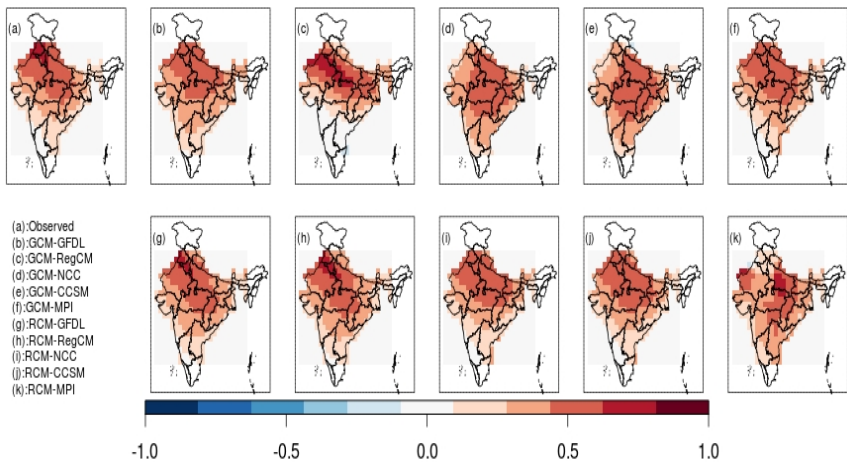 (a)
(b)
(c)
(d)
(e)
(f)
(a):Observed
(b):GCM-GFDL
(c):GCM-RegCM
(d):GCM-NCC
(e):GCM-CCSM
(f):GCM-MPI
(g):RCM-GFDL
(h):RCM-RegCM
(i):RCM-NCC
(j):RCM-CCSM
(k):RCM-MPI
(g)
(h)
(i)
(j)
(k)
-1.0 -0.5 0.0 0.5 1.0